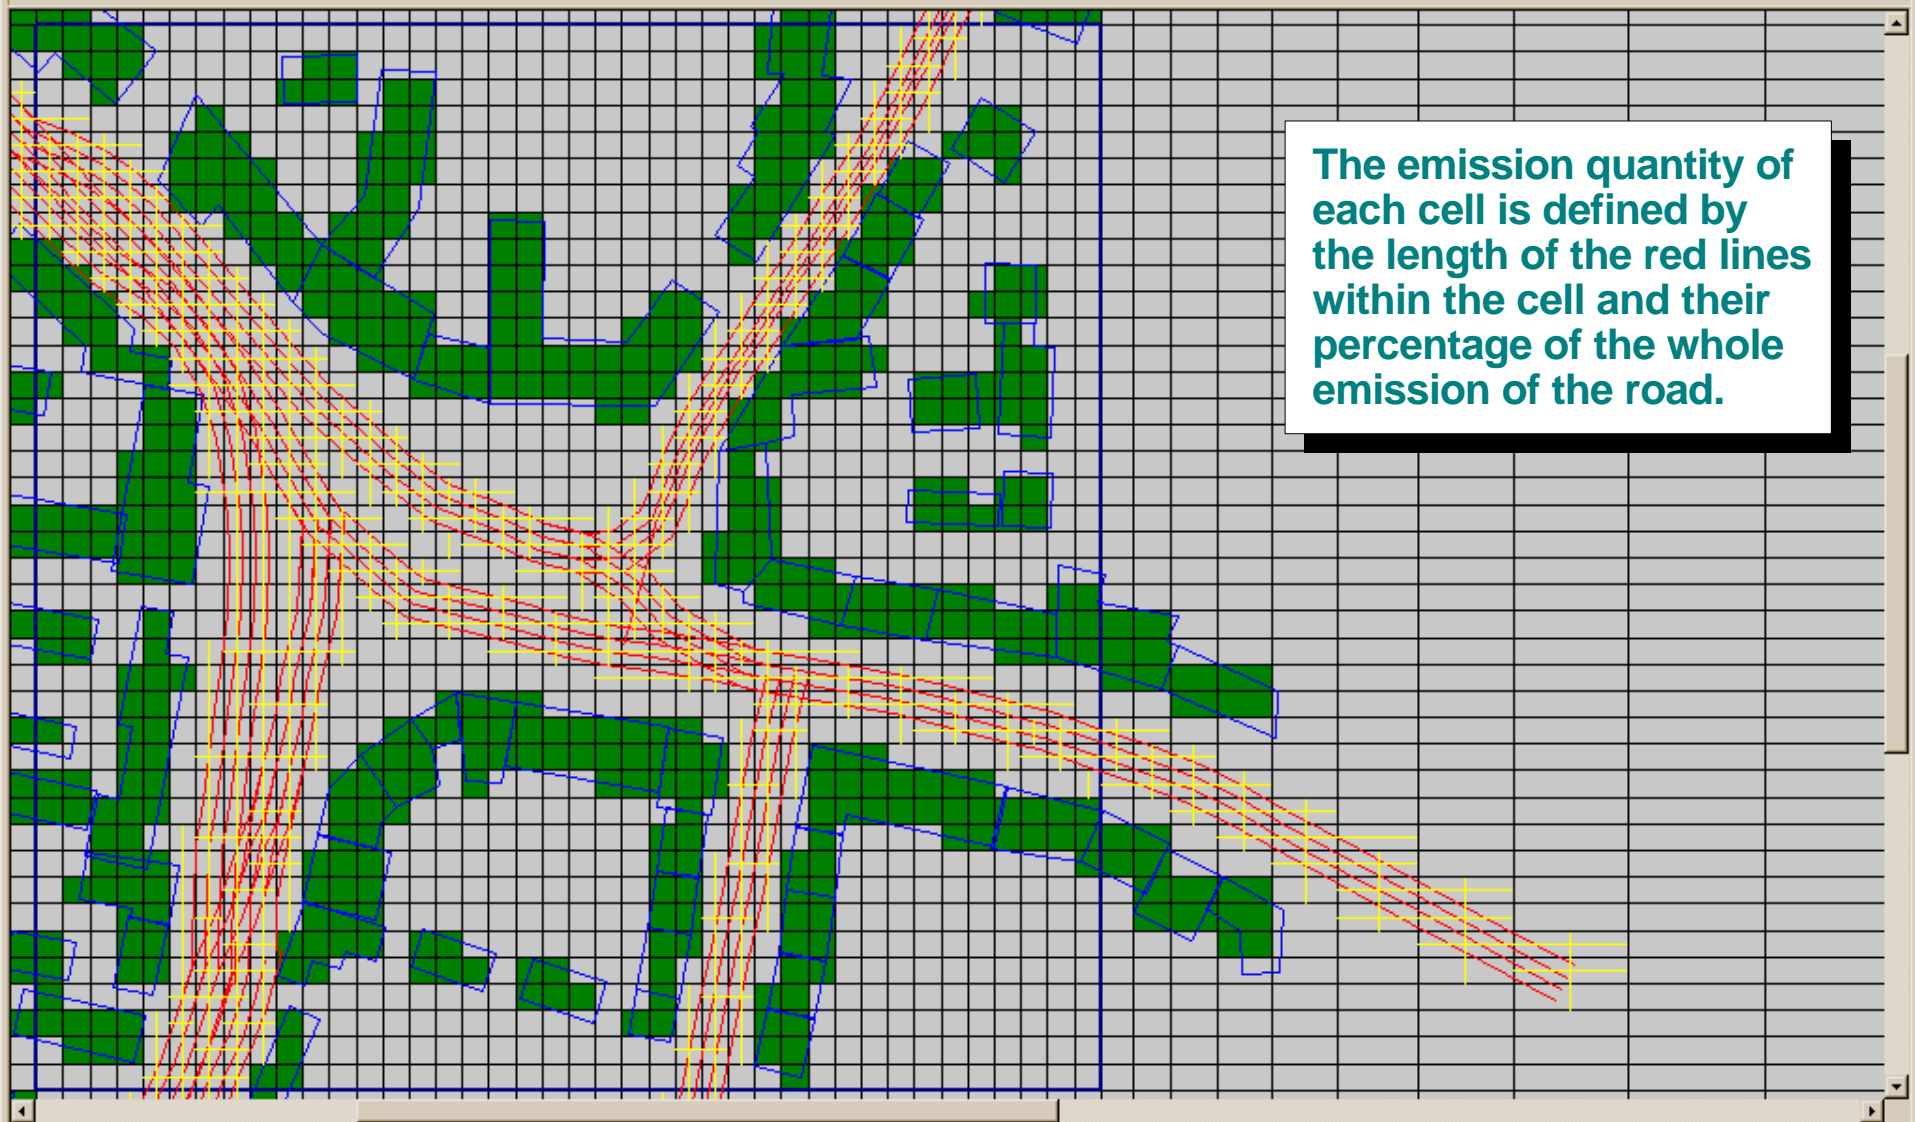 The emission quantity of
each cell is defined by
the length of the red lines
within the cell and their
percentage of the whole
emission of the road.